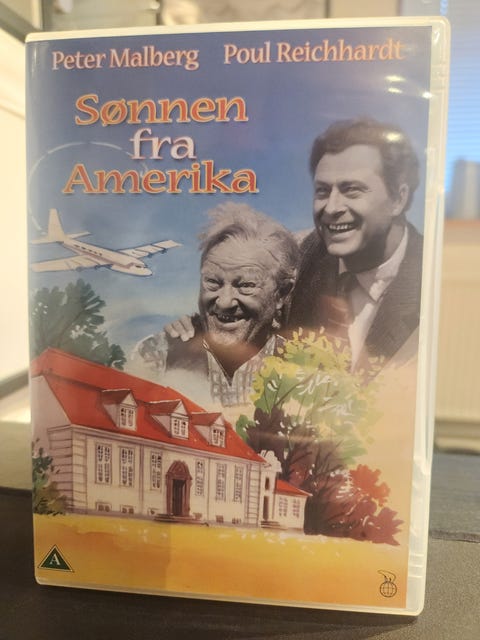 Peter Malberg Poul Reichhardt
Sønnen
fra
Amerika
A